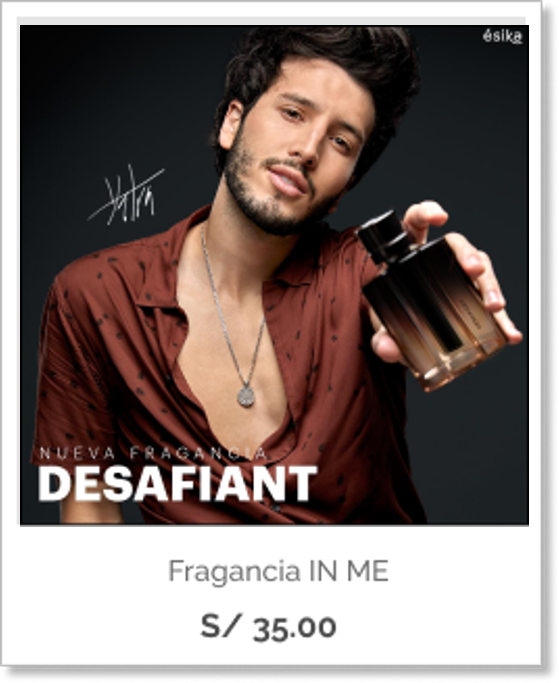 ésika
NUEVA FRAGANCIA
DESAFIANT
Fragancia IN ME
S/ 35.00